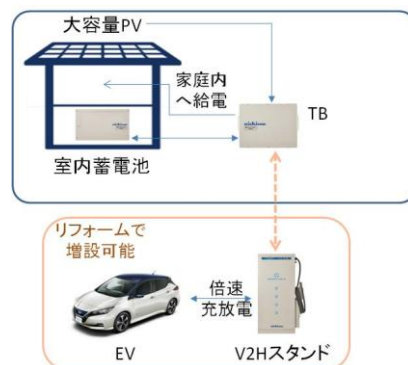 大容量PV
家庭内
へ給電
TB
室内蓄電池
リフォームで
増設可能
倍速
充放電
EV
V2Hスタンド